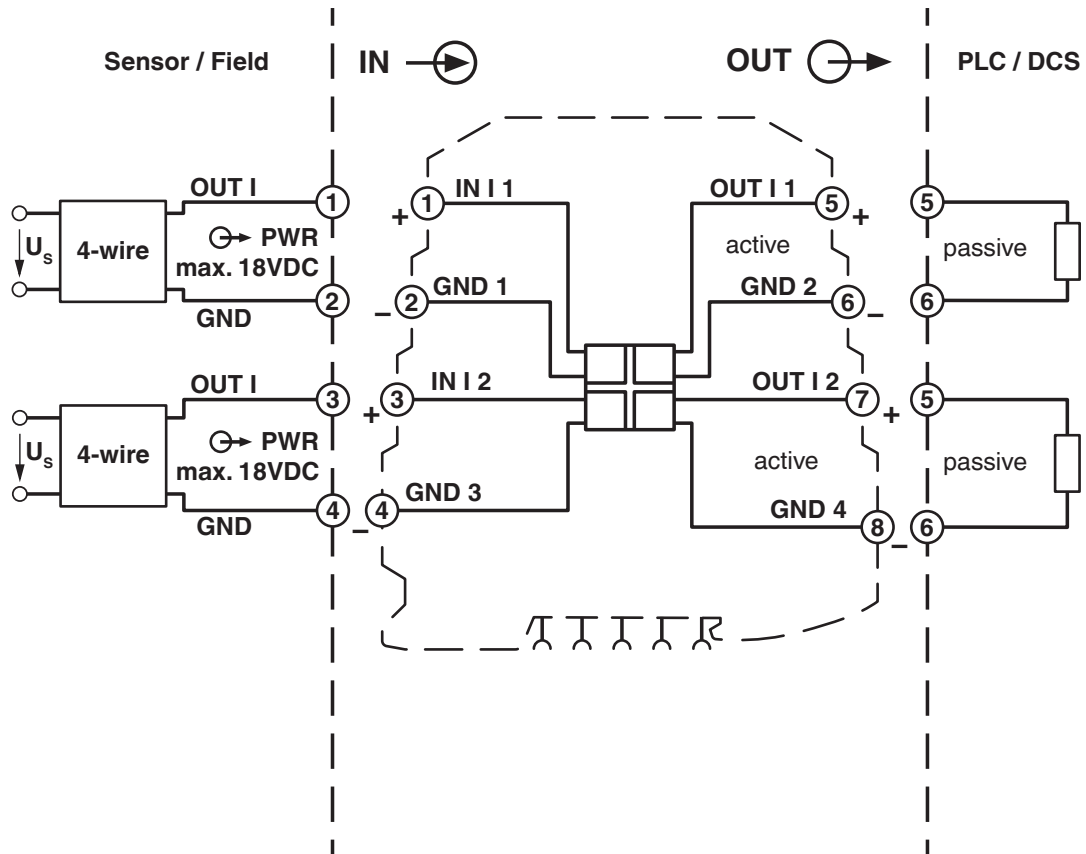 Sensor / Field
IN
OUT
PLC / DCS
OUT I
1
1
IN I 1
OUT I 1
5
5
+
+
Us
4-wire
PWR
max. 18VDC
active
passive
GND
2
−
2
GND 1
GND 2
6
−
6
OUT I
3
+
3
IN I 2
OUT I 2
7
+
5
Us
4-wire
PWR
max. 18VDC
active
passive
GND
4
−
4
GND 3
GND 4
8
−
6